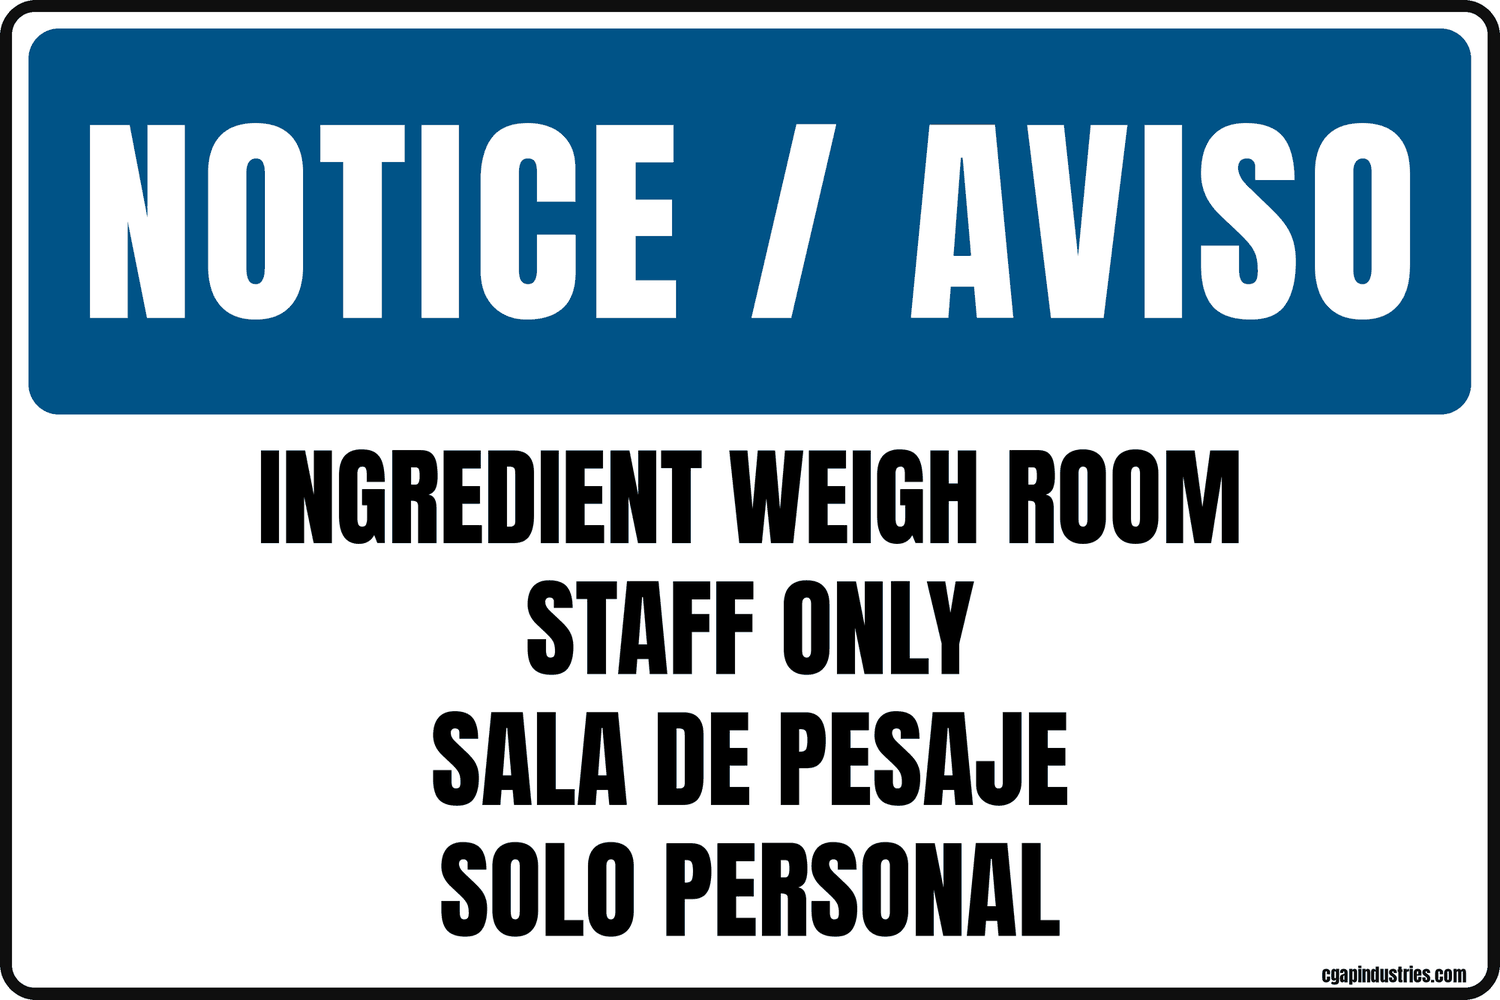 NOTICE / AVISO
INGREDIENT WEIGH ROOM
STAFF ONLY
SALA DE PESAJE
SOLO PERSONAL
cgapindustries.com